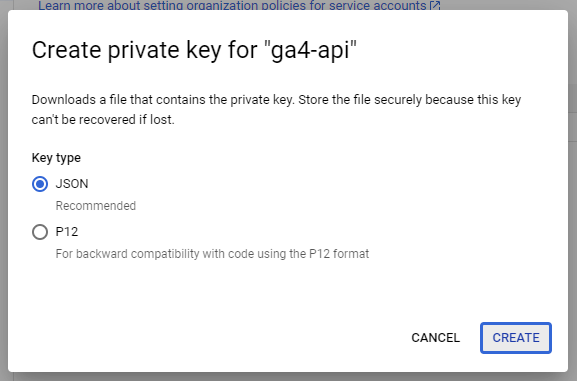 Learn more about setting organization policies for service accounts
Create private key for "ga4-api"
Downloads a file that contains the private key. Store the file securely because this key
can't be recovered if lost.
Key type
JSON
Recommended
P12
For backward compatibility with code using the P12 format
CANCEL
CREATE